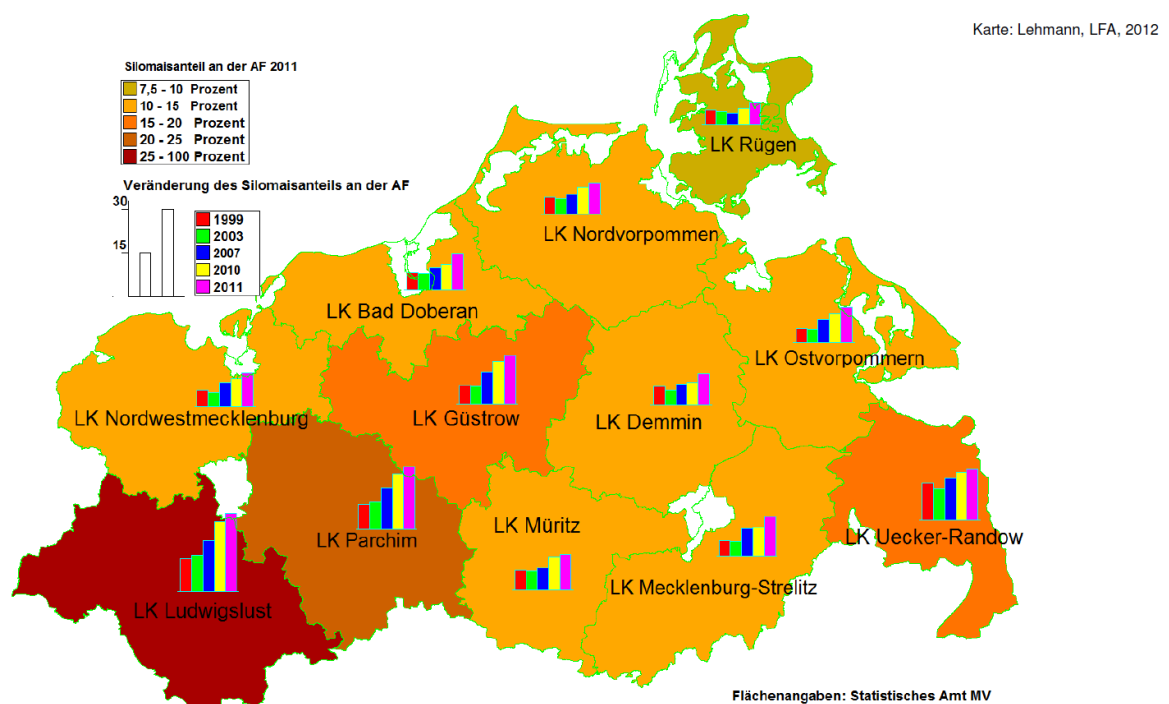 Karte: Lehmann, LFA, 2012
Silomaisanteil an der AF 2011
7,5 - 10 Prozent
10 - 15 Prozent
15 - 20 Prozent
20 - 25 Prozent
25 - 100 Prozent
Veränderung des Silomaisanteils an der AF
30
15
1999
2003
2007
2010
2011
LK Rügen
LK Nordvorpommen
LK Bad Doberan
LK Ostvorpommern
LK Nordwestmecklenburg
LK Güstrow
LK Demmin
LK Müritz
LK Parchim
LK Uecker-Randow
LK Mecklenburg-Strelitz
LK Ludwigslust
Flächenangaben: Statistisches Amt MV